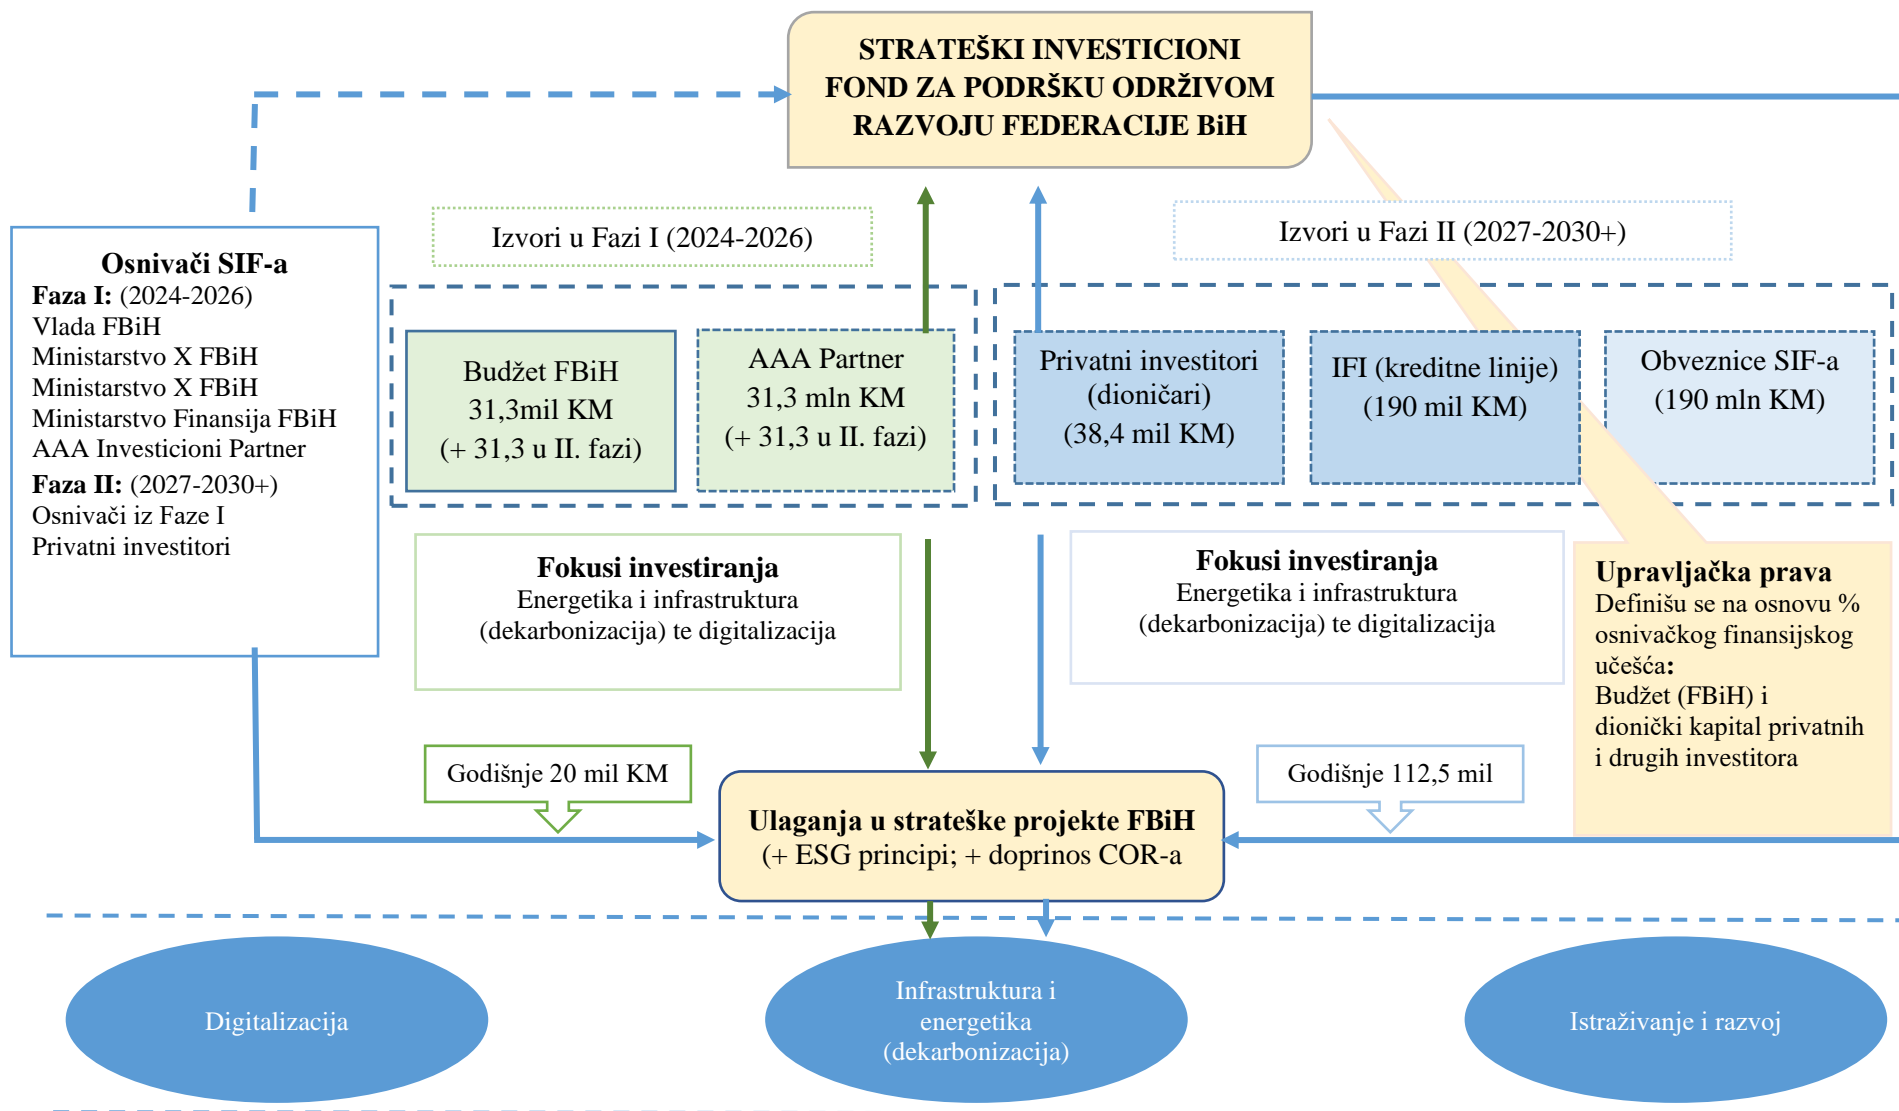 STRATEŠKI INVESTICIONI
FOND ZA PODRŠKU ODRŽIVOM
RAZVOJU FEDERACIJE BiH
Izvori u Fazi I (2024-2026)
Izvori u Fazi II (2027-2030+)
Osnivači SIF-a
Faza I: (2024-2026)
Vlada FBiH
Ministarstvo X FBiH
Ministarstvo X FBiH
Ministarstvo Finansija FBiH
AAA Investicioni Partner
Faza II: (2027-2030+)
Osnivači iz Faze I
Privatni investitori
Budžet FBiH
31,3mil KM
(+ 31,3 u II. fazi)
AAA Partner
31,3 mln KM
(+ 31,3 u II. fazi)
Privatni investitori
(dioničari)
(38,4 mil KM)
IFI (kreditne linije)
(190 mil KM)
Obveznice SIF-a
(190 mln KM)
Fokusi investiranja
Energetika i infrastruktura
(dekarbonizacija) te digitalizacija
Fokusi investiranja
Energetika i infrastruktura
(dekarbonizacija) te digitalizacija
Upravljačka prava
Definišu se na osnovu %
osnivačkog finansijskog
učešća:
Budžet (FBiH) i
dionički kapital privatnih
i drugih investitora
Godišnje 20 mil KM
Godišnje 112,5 mil
Ulaganja u strateške projekte FBiH
(+ ESG principi; + doprinos COR-a
Digitalizacija
Infrastruktura i
energetika
(dekarbonizacija)
Istraživanje i razvoj